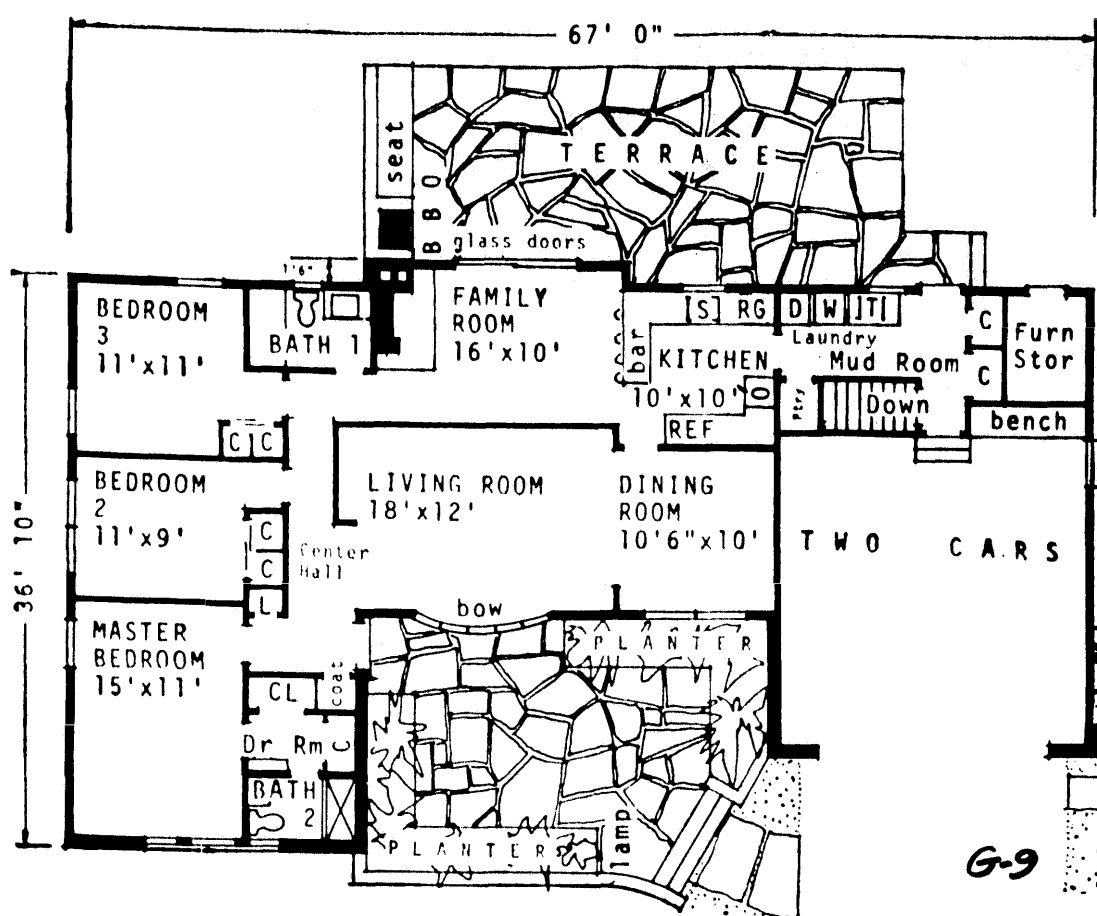 67' 0"
TERRACE
seat
BBQ
glass doors
1'6"
BEDROOM
3
11'x11'
BATH 1
FAMILY
ROOM
16'x10'
bar
S
RG
D
W
T
Laundry
Mud Room
C
C
Furn
Stor
KITCHEN
10'x10'
O
REF
Ptry
Down
bench
C
C
BEDROOM
2
11'x9'
C
C
L
Center
Hall
LIVING ROOM
18'x12'
DINING
ROOM
10'6"x10'
TWO CARS
36' 10"
bow
PLANTER
MASTER
BEDROOM
15'x11'
CL
coat
Dr Rm
C
BATH
2
PLANTERS
lamp
G-9